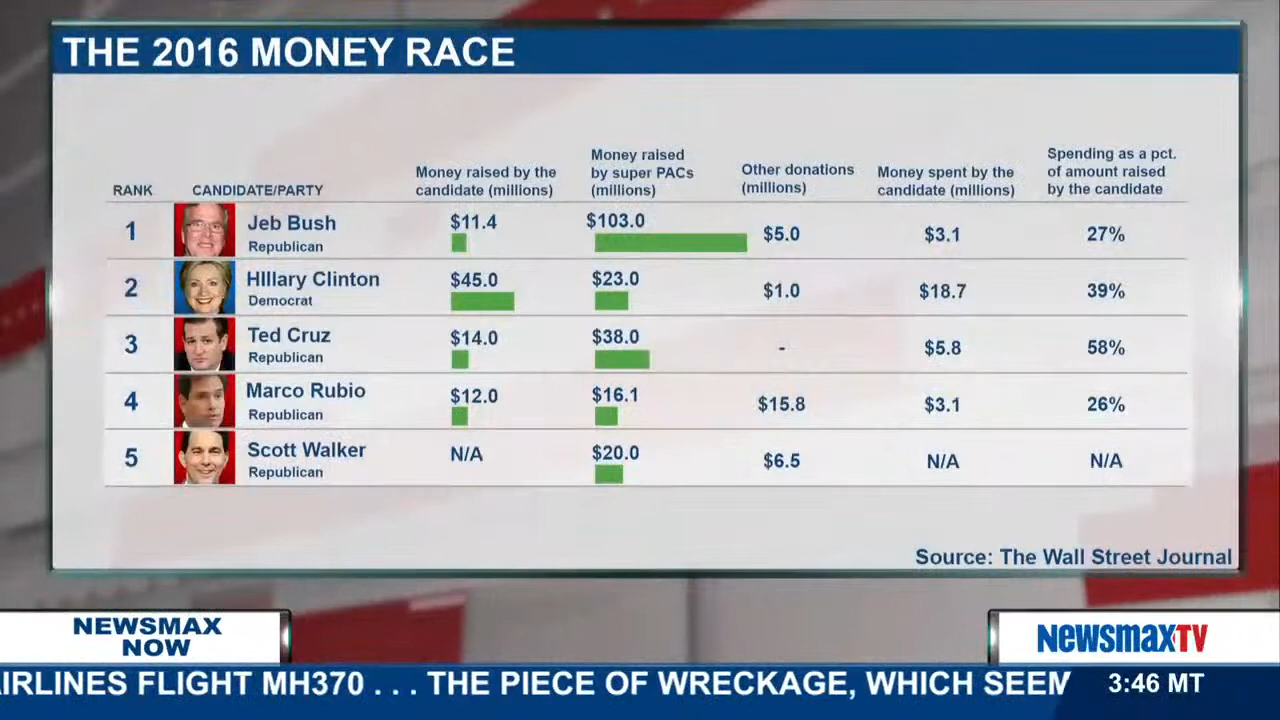 THE 2016 MONEY RACE
RANK
CANDIDATE/PARTY
Money raised by the
candidate (millions)
Money raised
by super PACs
(millions)
Other donations
(millions)
Money spent by the
candidate (millions)
Spending as a pct.
of amount raised
by the candidate
1 Jeb Bush $11.4 $103.0 $5.0 $3.1 27%
Republican
2 HIllary Clinton $45.0 $23.0 $1.0 $18.7 39%
Democrat
3 Ted Cruz $14.0 $38.0 - $5.8 58%
Republican
4 Marco Rubio $12.0 $16.1 $15.8 $3.1 26%
Republican
5 Scott Walker N/A $20.0 $6.5 N/A N/A
Republican
Source: The Wall Street Journal
NEWSMAX
NOW
NEWSMAXTV
AIRLINES FLIGHT MH370 . . . THE PIECE OF WRECKAGE, WHICH SEEM 3:46 MT